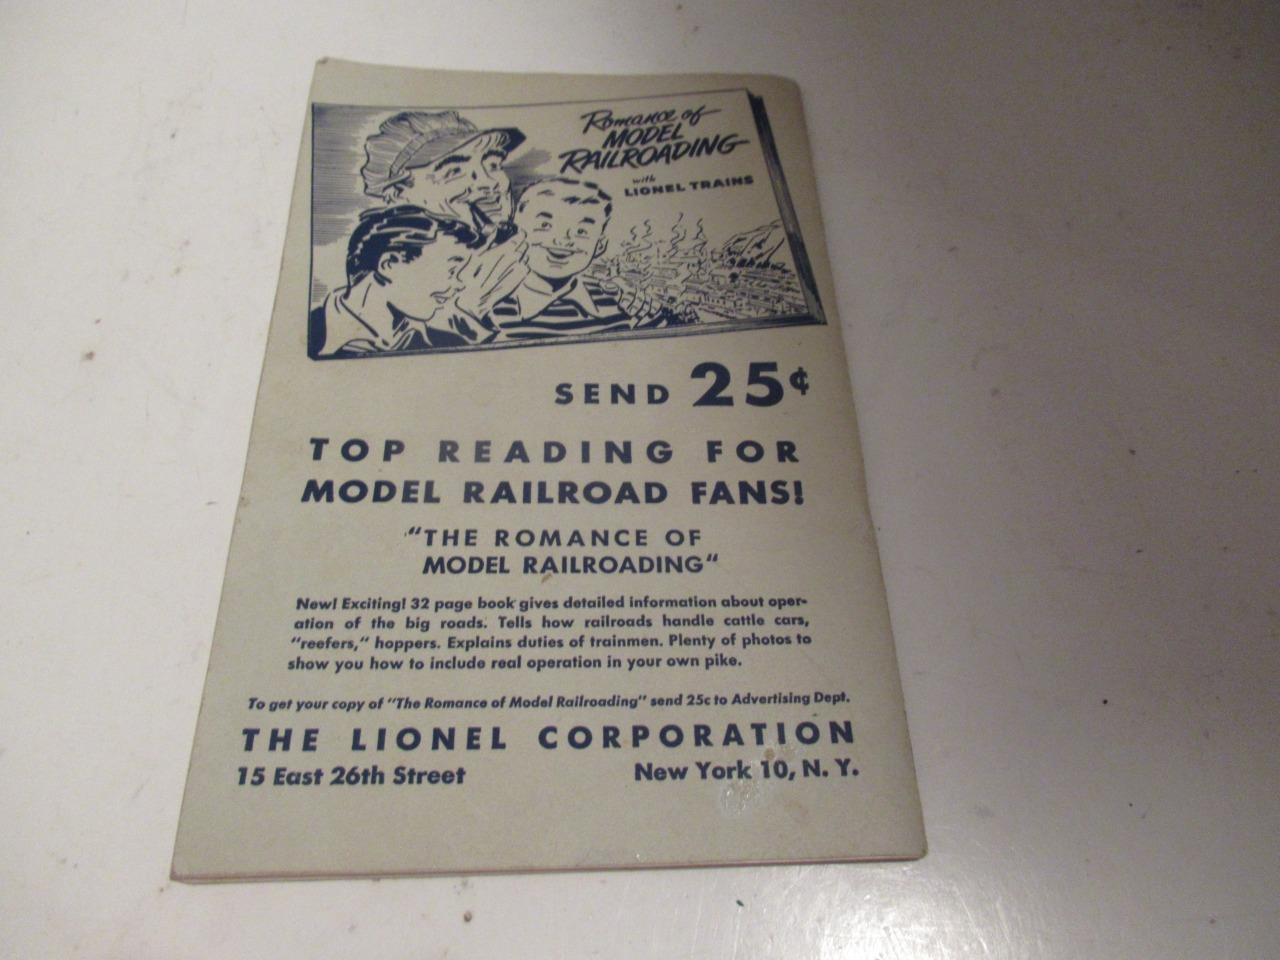 Romance of
MODEL
RAILROADING
with
LIONEL TRAINS
SEND 25¢
TOP READING FOR
MODEL RAILROAD FANS!
"THE ROMANCE OF
MODEL RAILROADING"
New! Exciting! 32 page book gives detailed information about oper-
ation of the big roads. Tells how railroads handle cattle cars,
"reefers," hoppers. Explains duties of trainmen. Plenty of photos to
show you how to include real operation in your own pike.
To get your copy of "The Romance of Model Railroading" send 25c to Advertising Dept.
THE LIONEL CORPORATION
15 East 26th Street New York 10, N. Y.